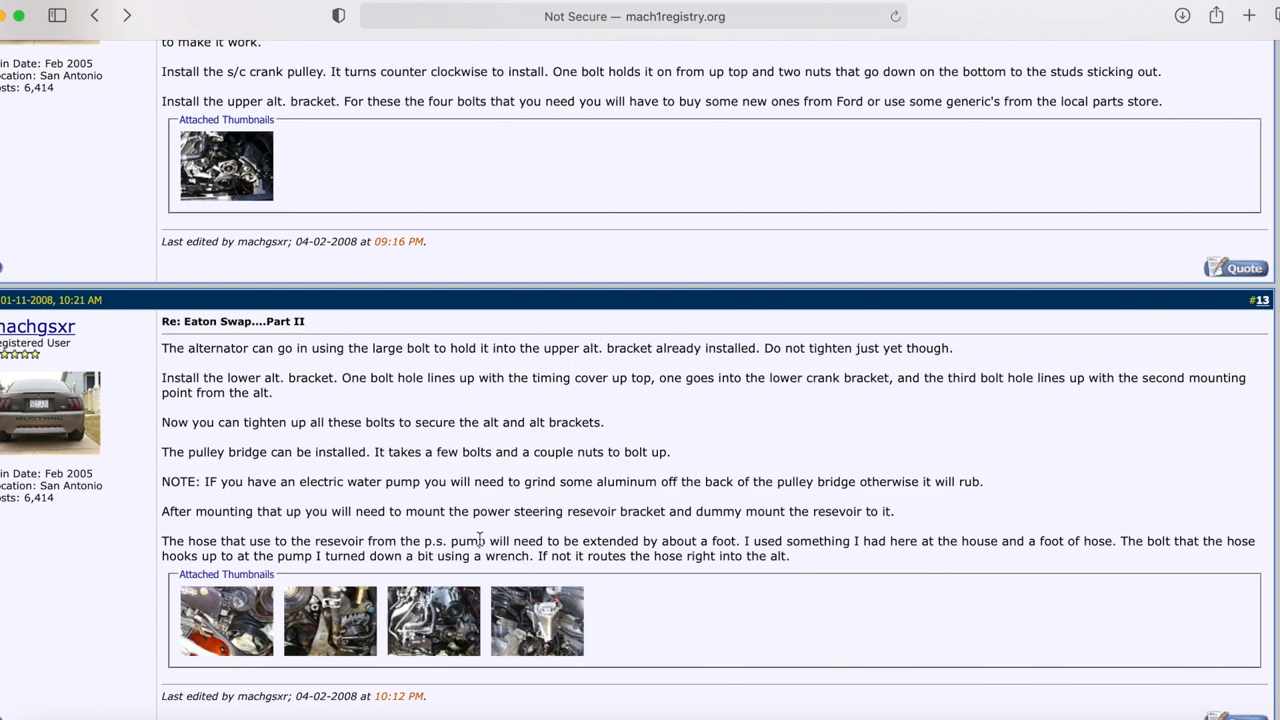 Not Secure — mach1registry.org
to make it work.
in Date: Feb 2005
ocation: San Antonio
sts: 6,414
Install the s/c crank pulley. It turns counter clockwise to install. One bolt holds it on from up top and two nuts that go down on the bottom to the studs sticking out.
Install the upper alt. bracket. For these the four bolts that you need you will have to buy some new ones from Ford or use some generic's from the local parts store.
Attached Thumbnails
Last edited by machgsxr; 04-02-2008 at 09:16 PM.
Quote
01-11-2008, 10:21 AM
#13
nachgsxr
egistered User
Re: Eaton Swap....Part II
The alternator can go in using the large bolt to hold it into the upper alt. bracket already installed. Do not tighten just yet though.
Install the lower alt. bracket. One bolt hole lines up with the timing cover up top, one goes into the lower crank bracket, and the third bolt hole lines up with the second mounting
point from the alt.
Now you can tighten up all these bolts to secure the alt and alt brackets.
The pulley bridge can be installed. It takes a few bolts and a couple nuts to bolt up.
in Date: Feb 2005
ocation: San Antonio
sts: 6,414
NOTE: IF you have an electric water pump you will need to grind some aluminum off the back of the pulley bridge otherwise it will rub.
After mounting that up you will need to mount the power steering resevoir bracket and dummy mount the resevoir to it.
The hose that use to the resevoir from the p.s. pump will need to be extended by about a foot. I used something I had here at the house and a foot of hose. The bolt that the hose
hooks up to at the pump I turned down a bit using a wrench. If not it routes the hose right into the alt.
Attached Thumbnails
Last edited by machgsxr; 04-02-2008 at 10:12 PM.